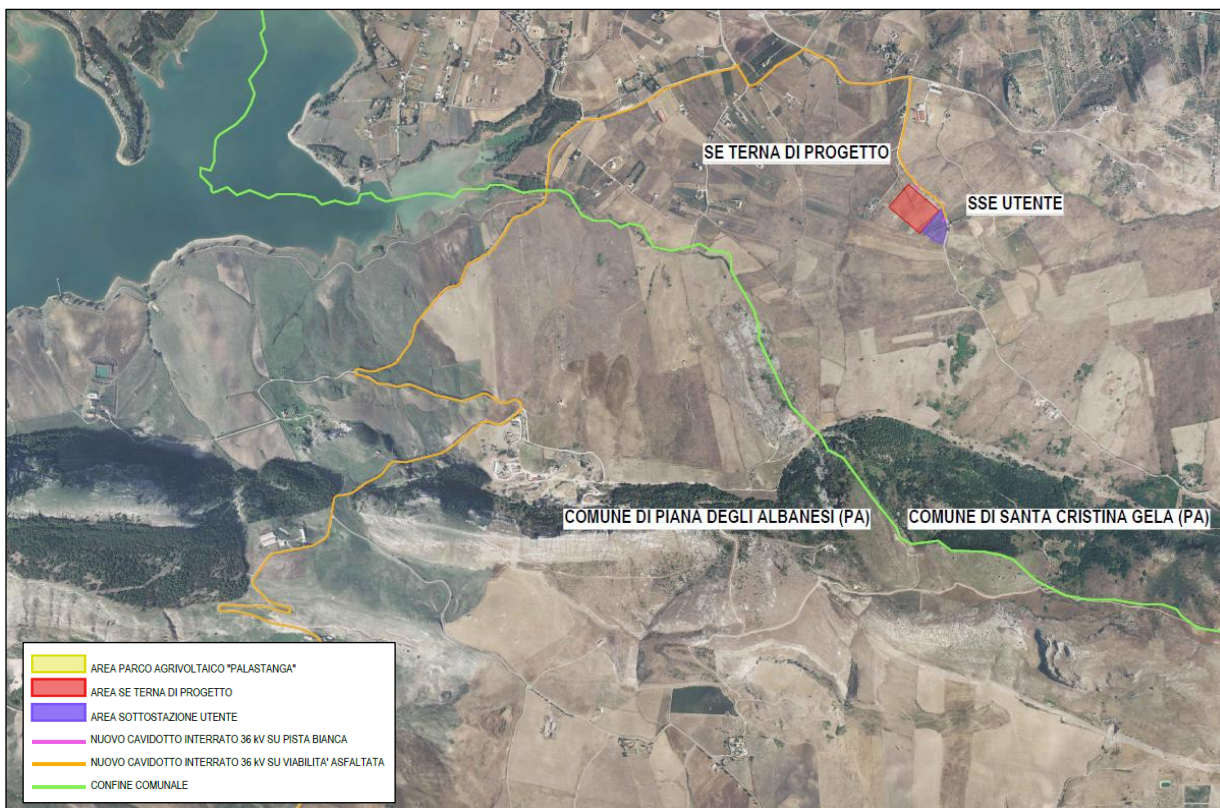 SE TERNA DI PROGETTO
SSE UTENTE
COMUNE DI PIANA DEGLI ALBANESI (PA)
COMUNE DI SANTA CRISTINA GELA (PA)
AREA PARCO AGRIVOLTAICO "PALASTANGA"
AREA SE TERNA DI PROGETTO
AREA SOTTOSTAZIONE UTENTE
NUOVO CAVIDOTTO INTERRATO 36 kV SU PISTA BIANCA
NUOVO CAVIDOTTO INTERRATO 36 kV SU VIABILITA' ASFALTATA
CONFINE COMUNALE